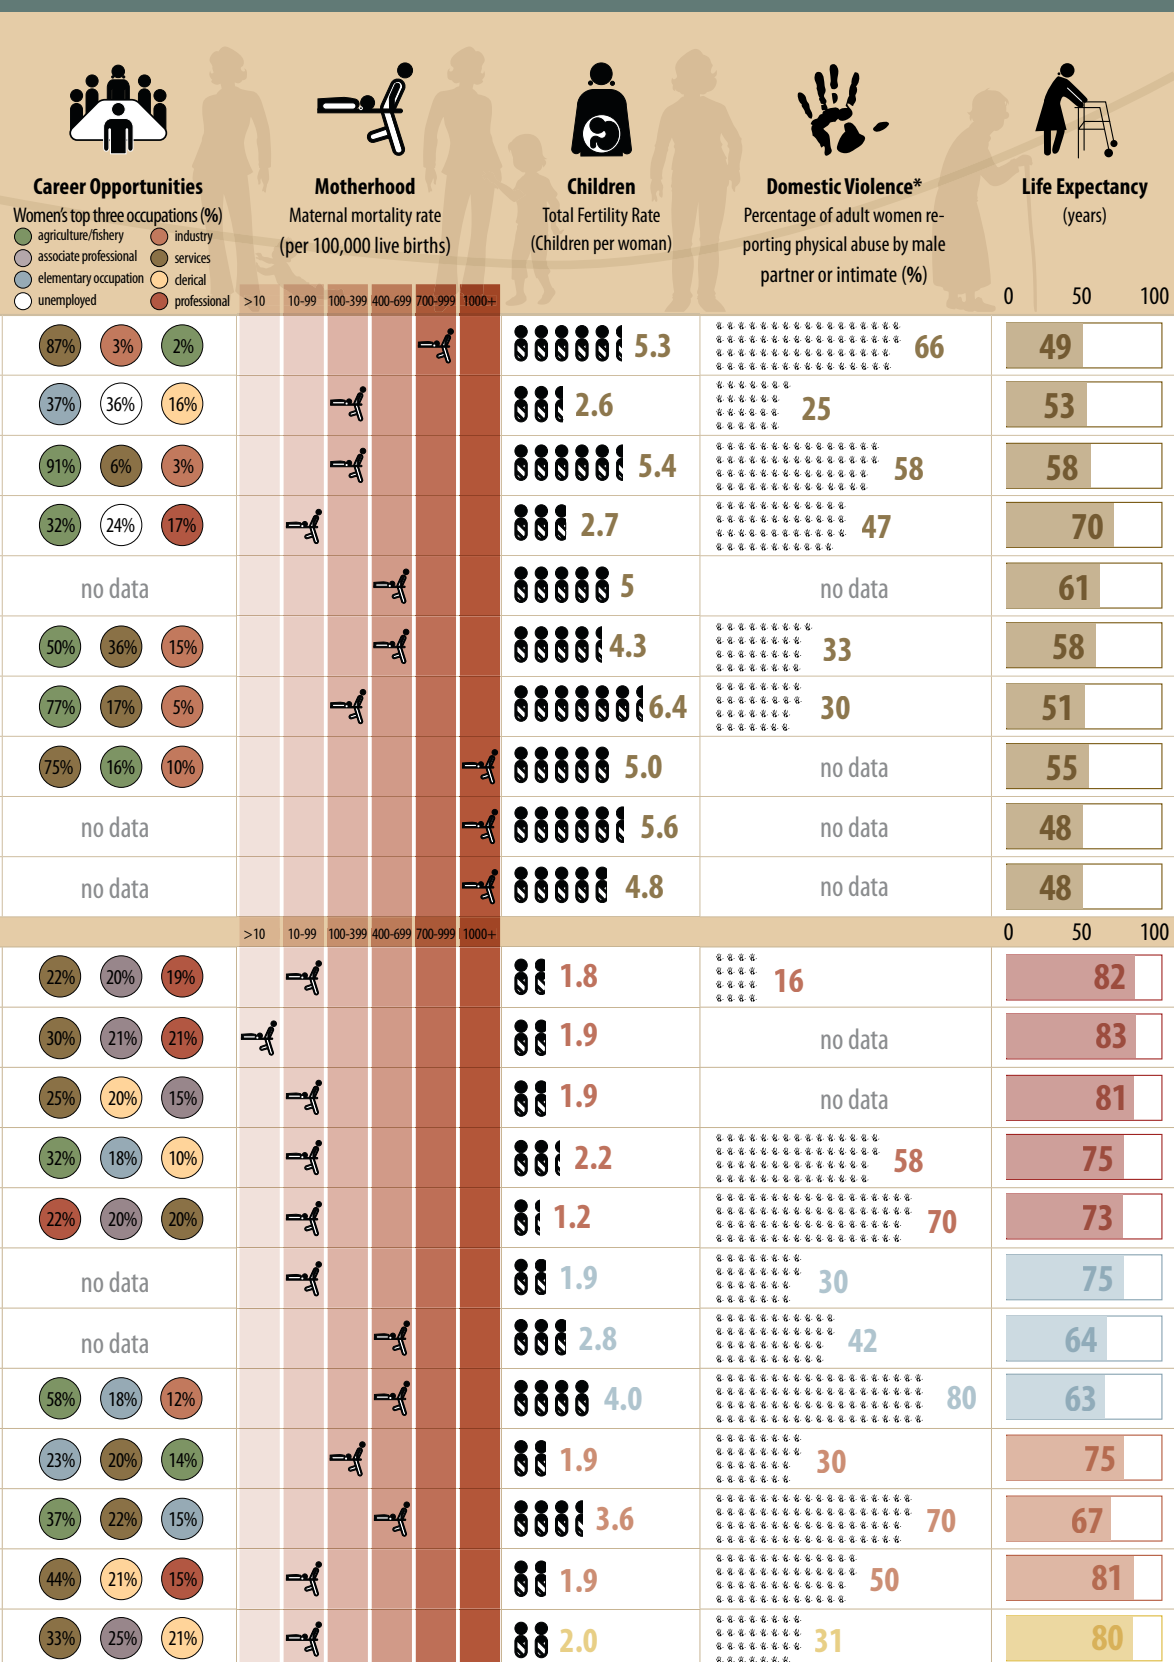 Career Opportunities
Women's top three occupations (%)
agriculture/fishery
industry
associate professional
services
elementary occupation
clerical
unemployed
professional
Motherhood
Maternal mortality rate
(per 100,000 live births)
Children
Total Fertility Rate
(Children per woman)
Domestic Violence*
Percentage of adult women re-
porting physical abuse by male
partner or intimate (%)
Life Expectancy
(years)
>10 10-99 100-399 400-699 700-999 1000+ 0 50 100
87% 3% 2% 5.3 66 49
37% 36% 16% 2.6 25 53
91% 6% 3% 5.4 58 58
32% 24% 17% 2.7 47 70
no data 5 no data 61
50% 36% 15% 4.3 33 58
77% 17% 5% 6.4 30 51
75% 16% 10% 5.0 no data 55
no data 5.6 no data 48
no data 4.8 no data 48
>10 10-99 100-399 400-699 700-999 1000+ 0 50 100
22% 20% 19% 1.8 16 82
30% 21% 21% 1.9 no data 83
25% 20% 15% 1.9 no data 81
32% 18% 10% 2.2 58 75
22% 20% 20% 1.2 70 73
no data 1.9 30 75
no data 2.8 42 64
58% 18% 12% 4.0 80 63
23% 20% 14% 1.9 30 75
37% 22% 15% 3.6 70 67
44% 21% 15% 1.9 50 81
33% 25% 21% 2.0 31 80